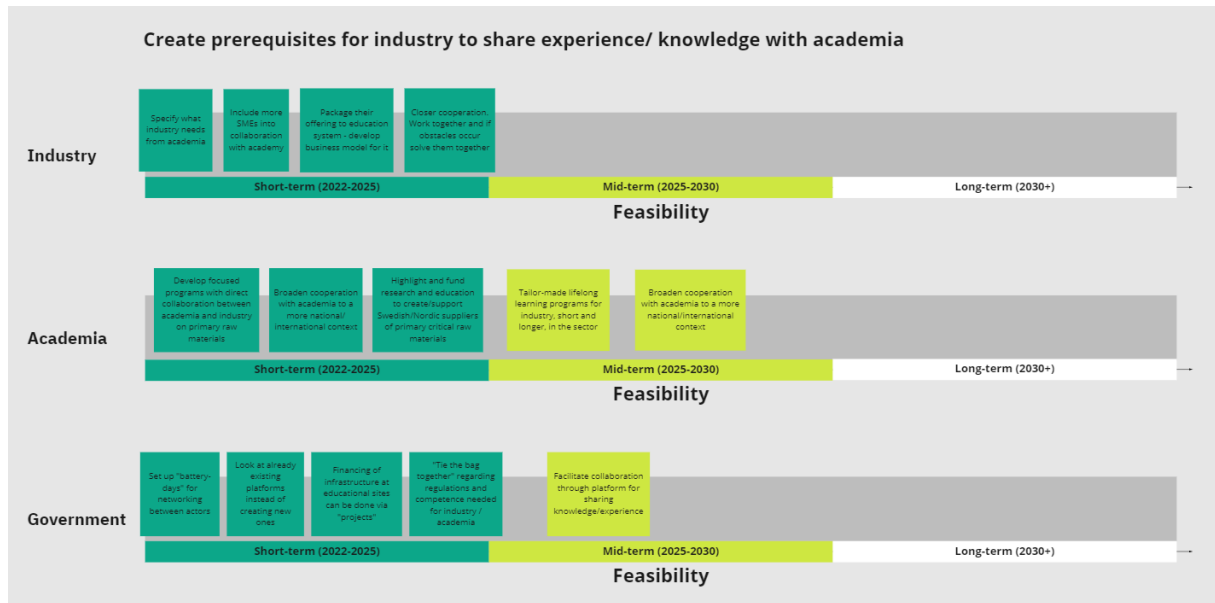 Create prerequisites for industry to share experience/ knowledge with academia
Industry
Specify what
industry needs
from academia
Include more
SMEs into
collaboration
with academy
Package their
offering to education
system - develop
business model for it
Closer cooperation.
Work together and if
obstacles occur
solve them together
Short-term (2022-2025)
Mid-term (2025-2030)
Long-term (2030+)
Feasibility
Academia
Develop focused
programs with direct
collaboration between
academia and industry
on primary raw
materials
Broaden cooperation
with academia to a
more national/
international context
Highlight and fund
research and education
to create/support
Swedish/Nordic suppliers
of primary critical raw
materials
Tailor-made lifelong
learning programs for
industry, short and
longer, in the sector
Broaden cooperation
with academia to a more
national/international
context
Short-term (2022-2025)
Mid-term (2025-2030)
Long-term (2030+)
Feasibility
Government
Set up "battery-
days" for
networking
between actors
Look at already
existing
platforms
instead of
creating new
ones
Financing of
infrastructure at
educational sites
can be done via
"projects"
"Tie the bag
together" regarding
regulations and
competence needed
for industry /
academia
Facilitate collaboration
through platform for
sharing
knowledge/experience
Short-term (2022-2025)
Mid-term (2025-2030)
Long-term (2030+)
Feasibility